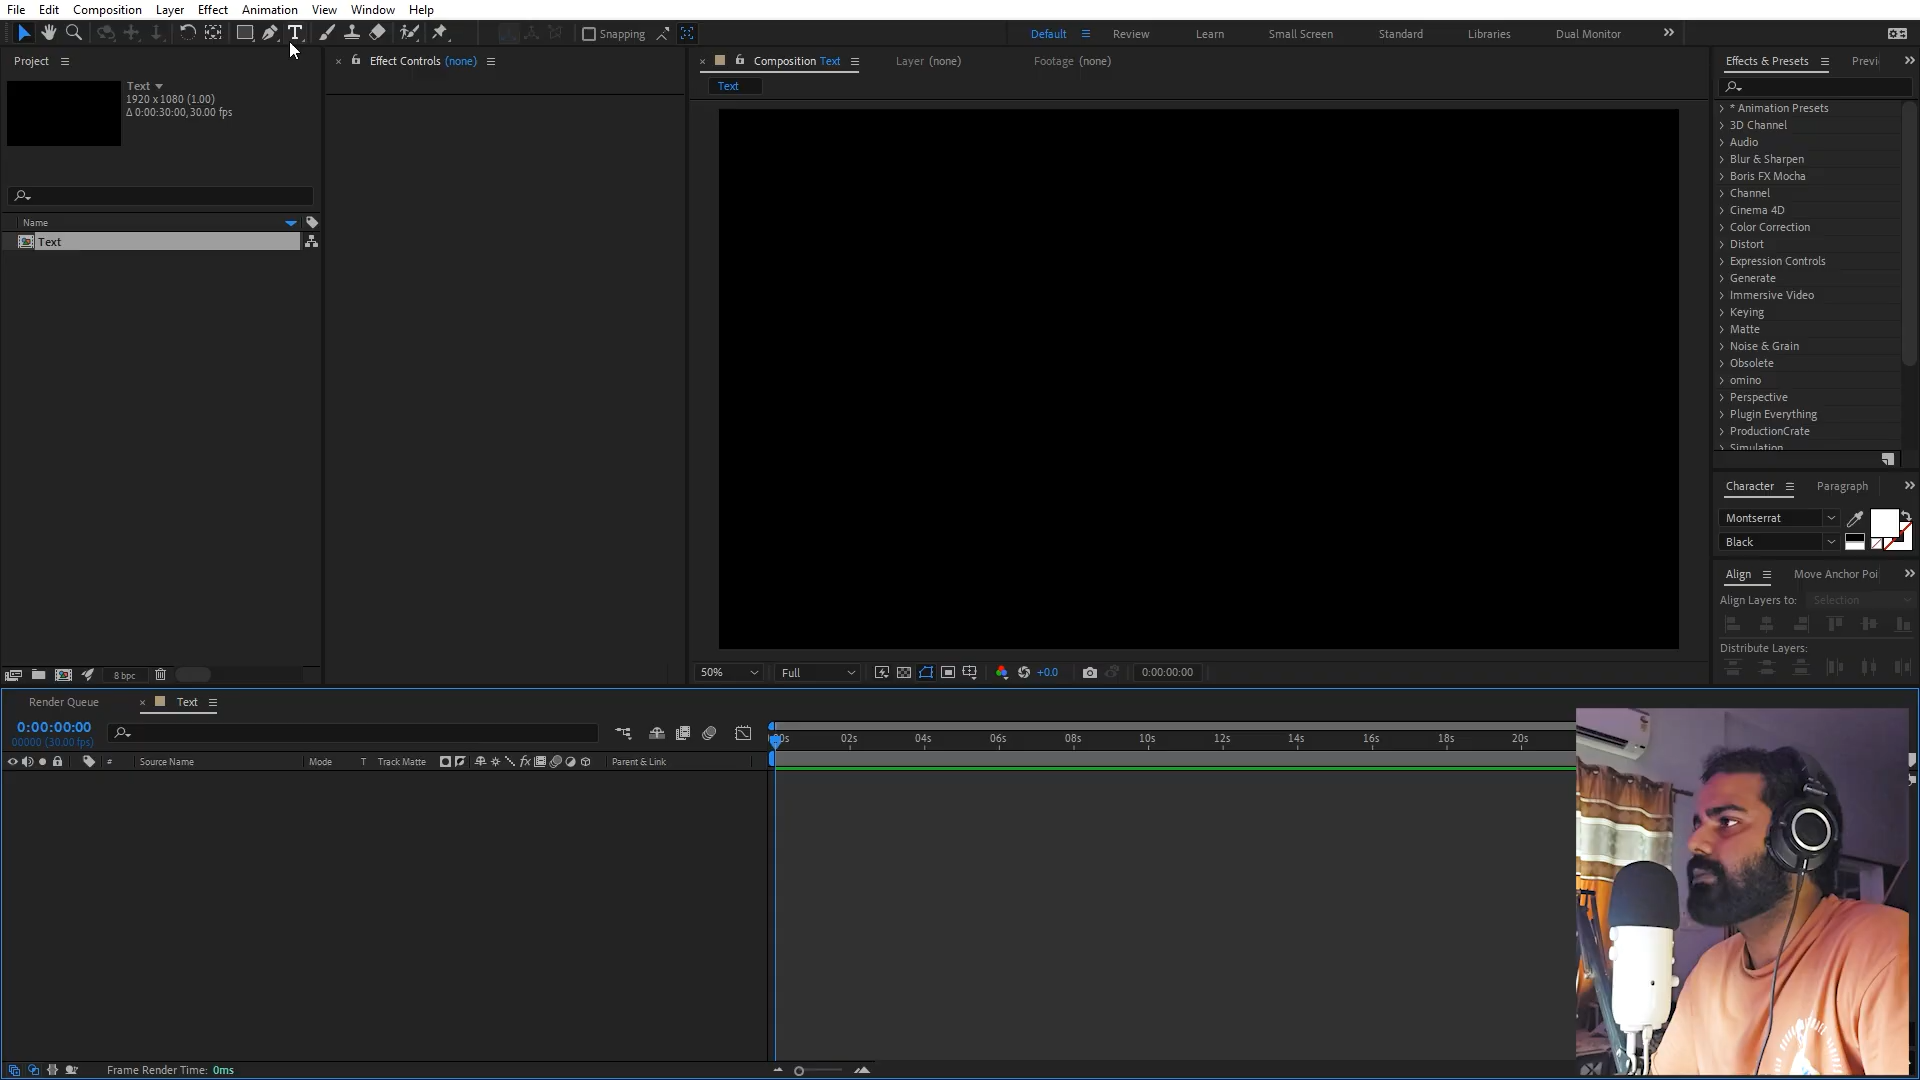 File Edit Composition Layer Effect Animation View Window Help
T Snapping Default Review Learn Small Screen Standard Libraries Dual Monitor
Project Effect Controls (none) Composition Text Layer (none) Footage (none) Effects & Presets Previ
Text
1920 x 1080 (1.00)
Δ 0:00:30:00, 30.00 fps
Text
Name
Text
* Animation Presets
3D Channel
Audio
Blur & Sharpen
Boris FX Mocha
Channel
Cinema 4D
Color Correction
Distort
Expression Controls
Generate
Immersive Video
Keying
Matte
Noise & Grain
Obsolete
omino
Perspective
Plugin Everything
ProductionCrate
Simulation
Character Paragraph
Montserrat
Black
Align Move Anchor Poi
Align Layers to: Selection
Distribute Layers:
8 bpc 50% Full +0.0 0:00:00:00
Render Queue Text
0:00:00:00
00000 (30.00 fps)
00s 02s 04s 06s 08s 10s 12s 14s 16s 18s 20s
# Source Name Mode T Track Matte fx Parent & Link
Frame Render Time: 0ms